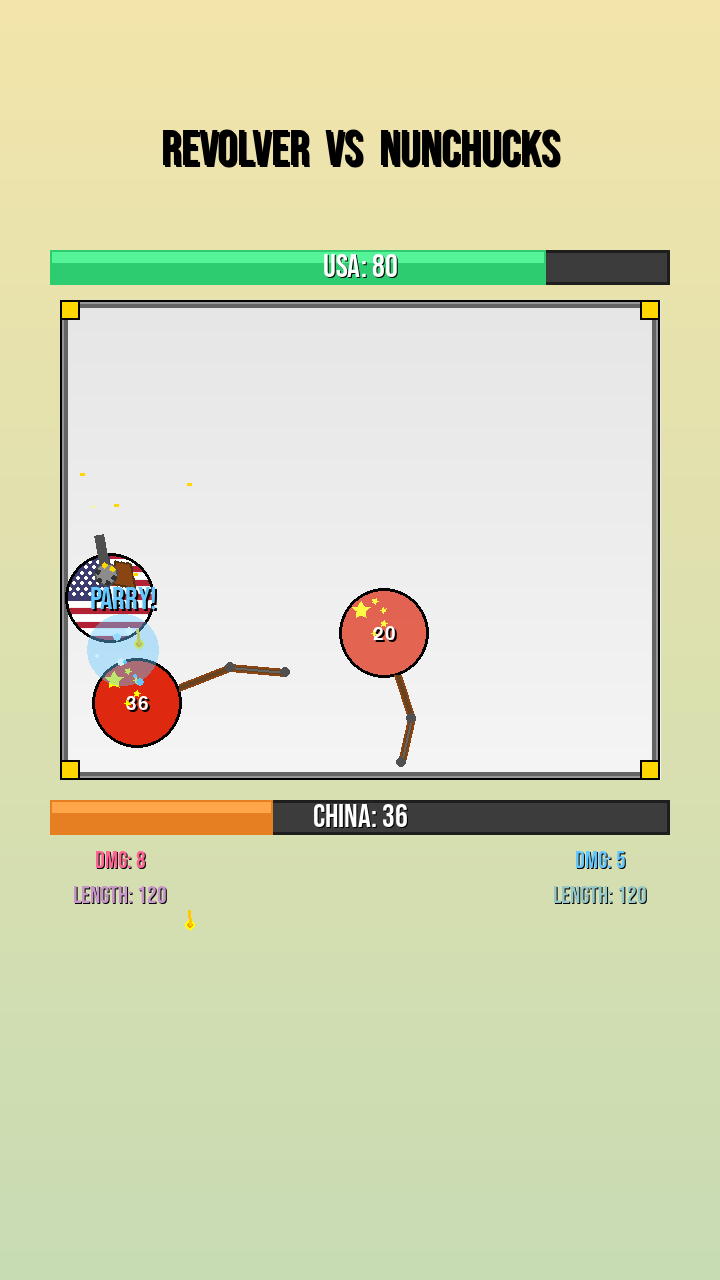 REVOLVER VS NUNCHUCKS
USA: 80
PARRY!
20
36
CHINA: 36
DMG: 8
DMG: 5
LENGTH: 120
LENGTH: 120